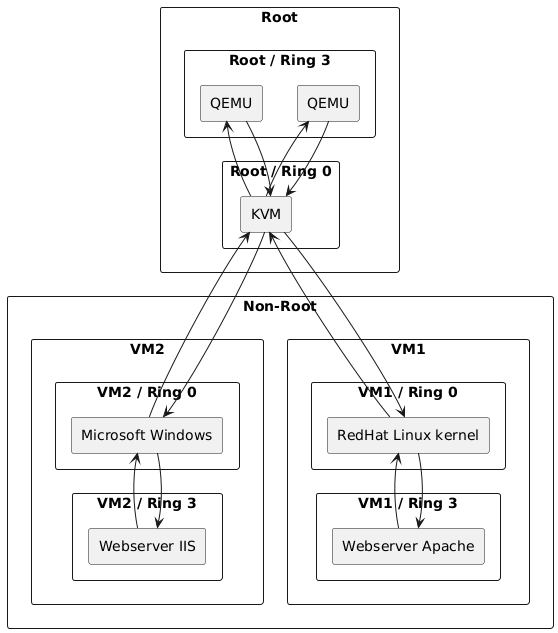 Root
Root / Ring 3
QEMU
QEMU
Root / Ring 0
KVM
Non-Root
VM2
VM1
VM2 / Ring 0
VM1 / Ring 0
Microsoft Windows
RedHat Linux kernel
VM2 / Ring 3
VM1 / Ring 3
Webserver IIS
Webserver Apache